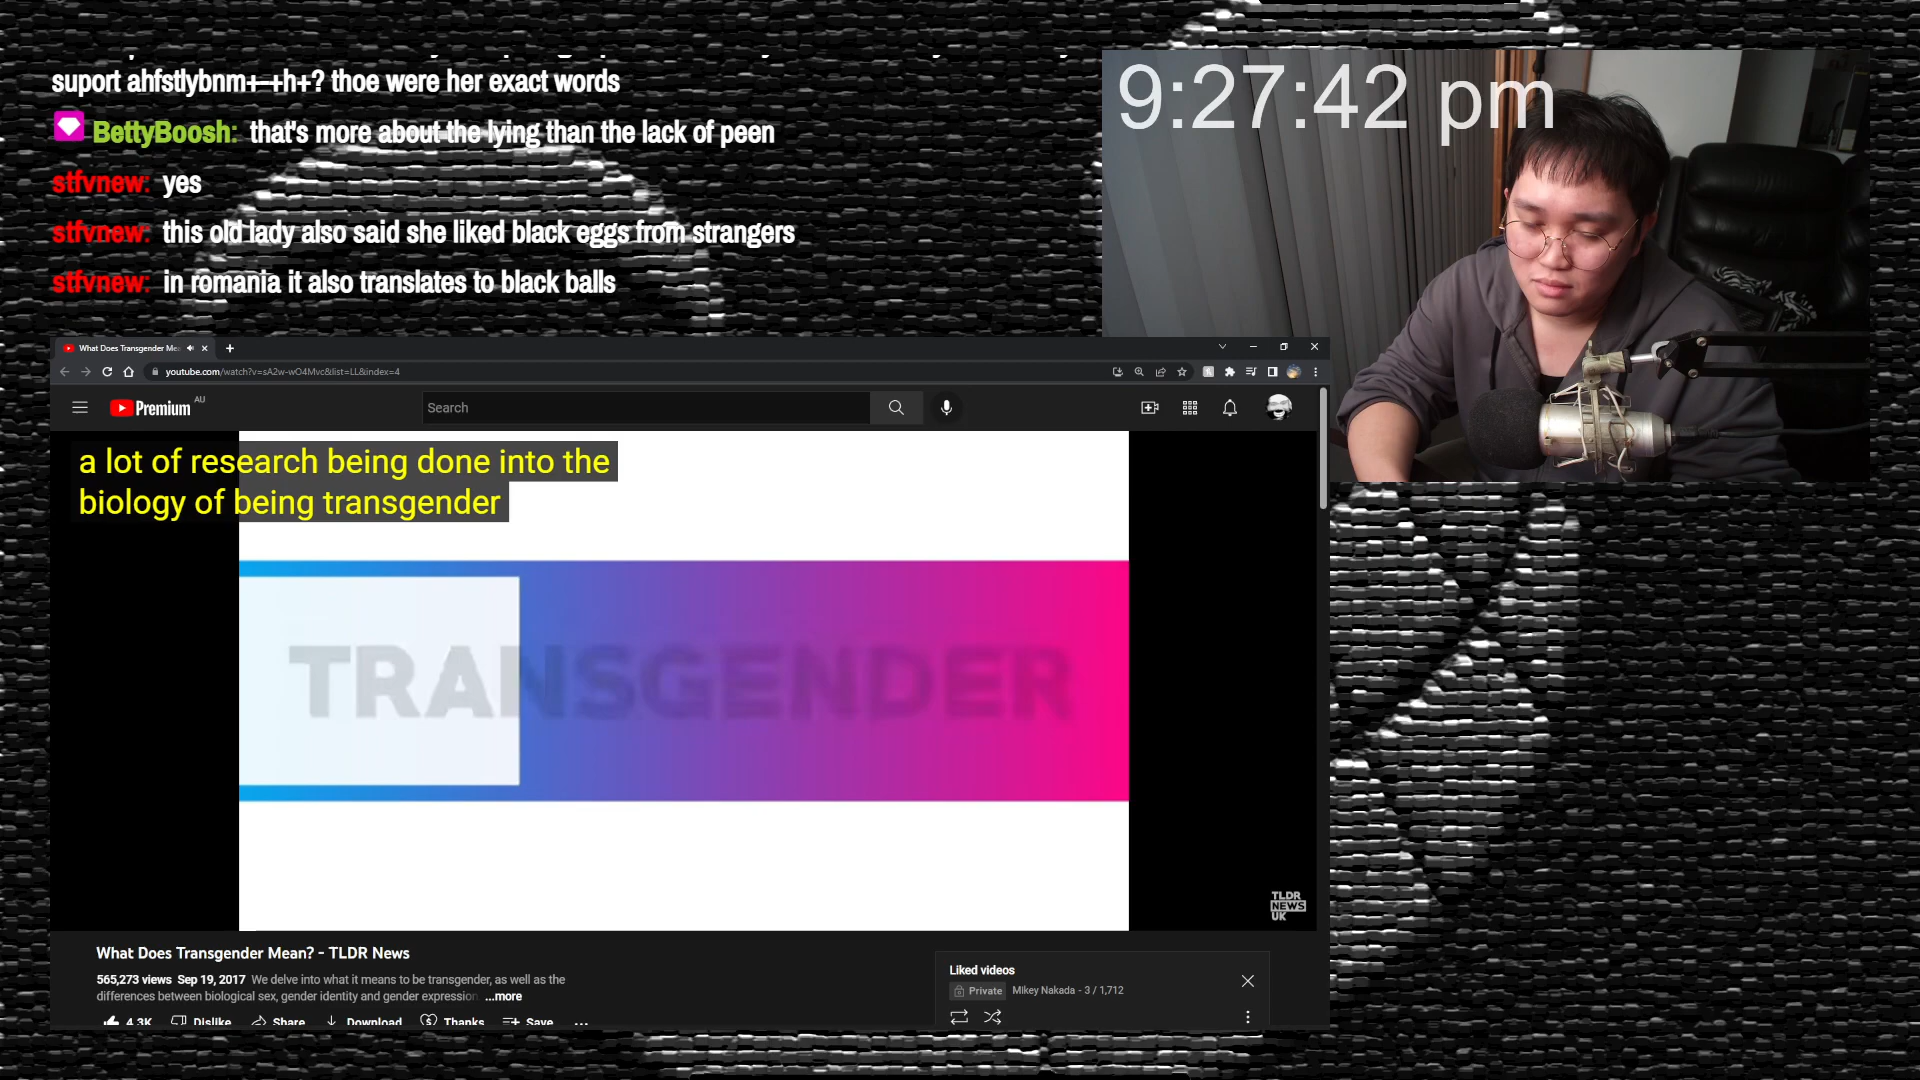 suport ahfstlybnm+-+h+? thoe were her exact words
BettyBoosh: that's more about the lying than the lack of peen
stfvnew: yes
stfvnew: this old lady also said she liked black eggs from strangers
stfvnew: in romania it also translates to black balls
9:27:42 pm
What Does Transgender Me
youtube.com/watch?v=sA2w-wO4Mvc&list=LL&index=4
Premium AU
Search
a lot of research being done into the
biology of being transgender
TRANSGENDER
TLDR
NEWS
UK
What Does Transgender Mean? - TLDR News
565,273 views Sep 19, 2017 We delve into what it means to be transgender, as well as the
differences between biological sex, gender identity and gender expression ...more
4.3K Dislike Share Download Thanks Save ...
Liked videos
Private Mikey Nakada - 3 / 1,712